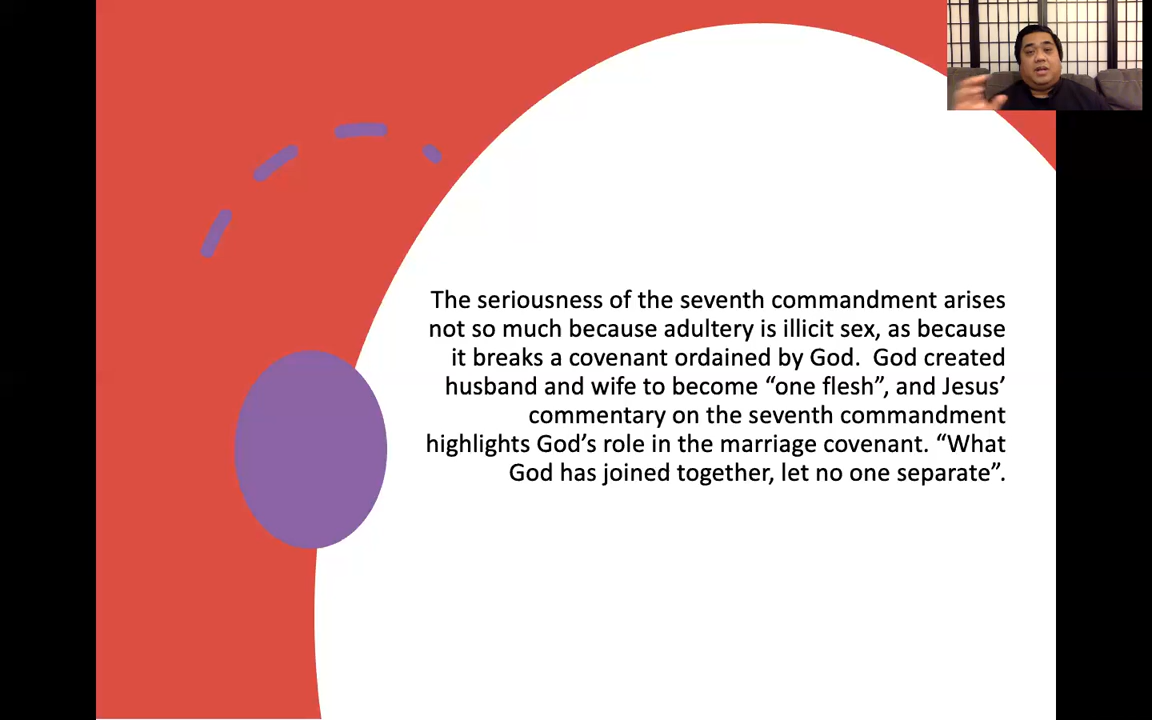 The seriousness of the seventh commandment arises
not so much because adultery is illicit sex, as because
it breaks a covenant ordained by God.  God created
husband and wife to become “one flesh”, and Jesus’
commentary on the seventh commandment
highlights God’s role in the marriage covenant. “What
God has joined together, let no one separate”.